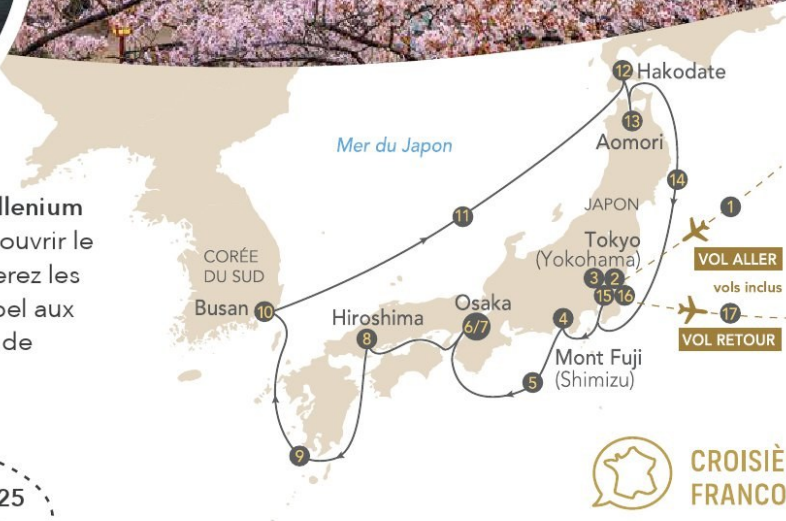 llenium
ouvrir le
erez les
pel aux
de
25
12 Hakodate
13
Aomori
Mer du Japon
14
11
1
JAPON
Tokyo
(Yokohama)
3 2
15 16
VOL ALLER
vols inclus
17
VOL RETOUR
CORÉE
DU SUD
Busan 10
Hiroshima
8
Osaka
6/7
4
Mont Fuji
(Shimizu)
5
9
CROISIÈ
FRANCO